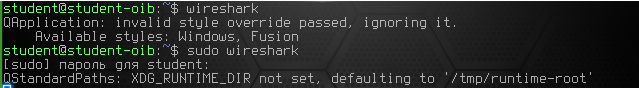 student@student-oib:~$ wireshark
QApplication: invalid style override passed, ignoring it.
    Available styles: Windows, Fusion
student@student-oib:~$ sudo wireshark
[sudo] пароль для student:
QStandardPaths: XDG_RUNTIME_DIR not set, defaulting to '/tmp/runtime-root'